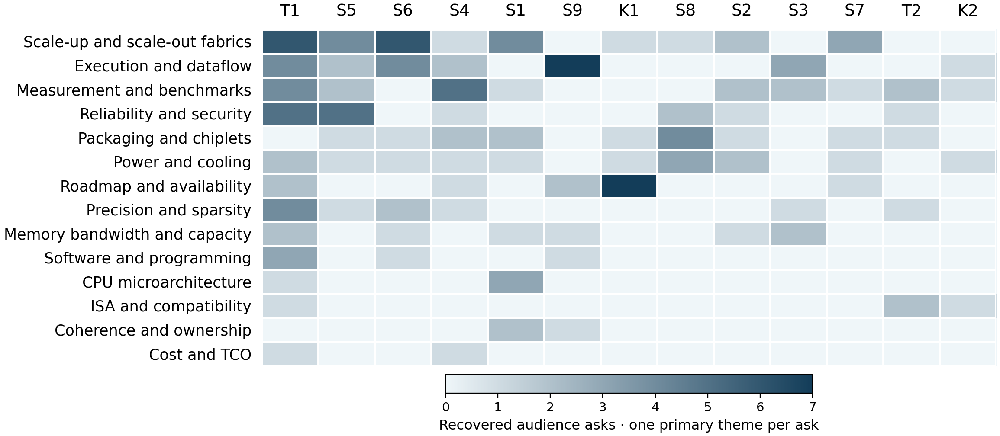 T1 S5 S6 S4 S1 S9 K1 S8 S2 S3 S7 T2 K2
Scale-up and scale-out fabrics
Execution and dataflow
Measurement and benchmarks
Reliability and security
Packaging and chiplets
Power and cooling
Roadmap and availability
Precision and sparsity
Memory bandwidth and capacity
Software and programming
CPU microarchitecture
ISA and compatibility
Coherence and ownership
Cost and TCO
0 1 2 3 4 5 6 7
Recovered audience asks · one primary theme per ask